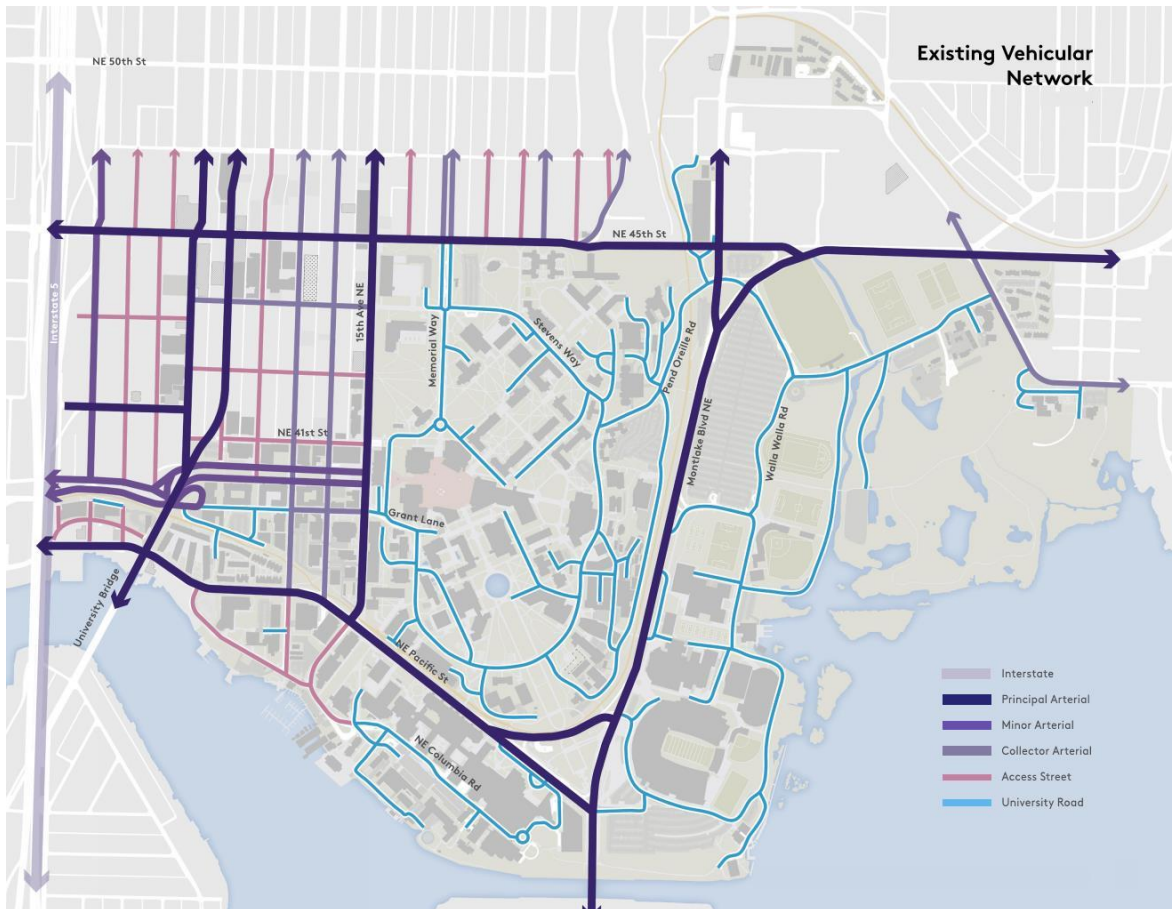 Existing Vehicular
Network
NE 50th St
NE 45th St
Interstate 5
15th Ave NE
Memorial Way
Stevens Way
Pend Oreille Rd
Montlake Blvd NE
Walla Walla Rd
NE 41st St
Grant Lane
University Bridge
NE Pacific St
NE Columbia Rd
Interstate
Principal Arterial
Minor Arterial
Collector Arterial
Access Street
University Road